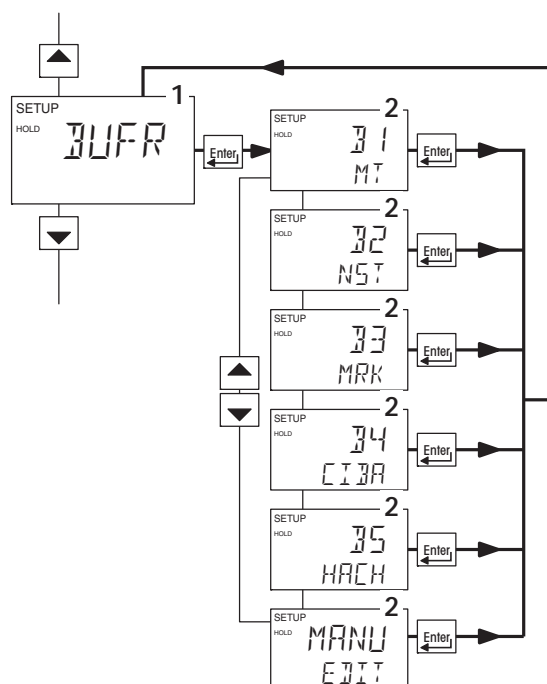 1
SETUP
HOLD
BUFR
Enter
2
SETUP
HOLD
B1
MT
Enter
2
SETUP
HOLD
B2
NST
Enter
2
SETUP
HOLD
B3
MRK
Enter
2
SETUP
HOLD
B4
CIBA
Enter
2
SETUP
HOLD
B5
HACH
Enter
2
SETUP
HOLD
MANU
EDIT
Enter